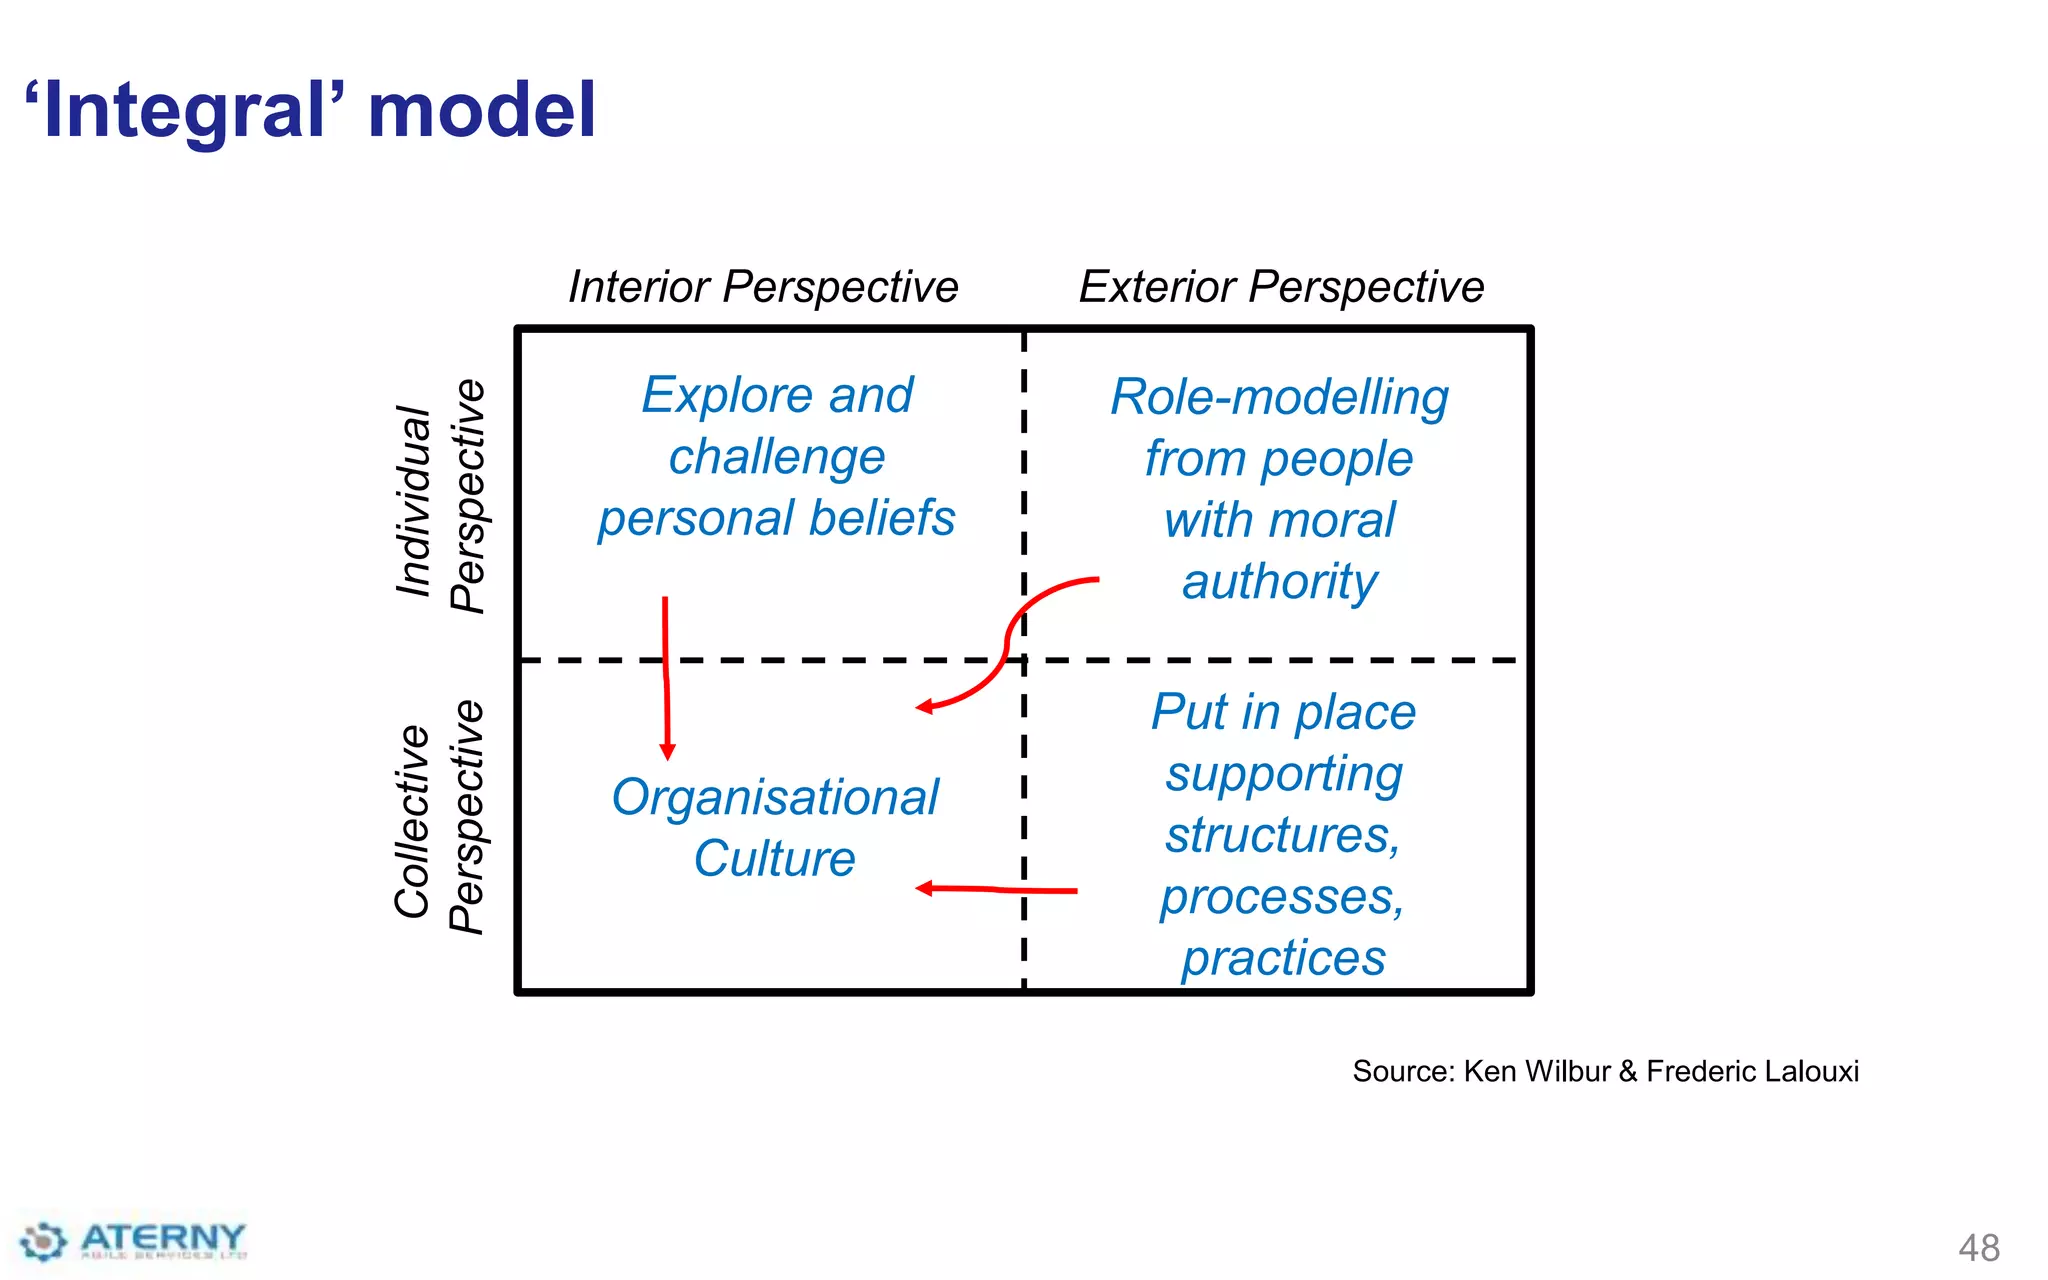 ‘Integral’ model
Interior Perspective
Exterior Perspective
Individual
Perspective
Explore and
challenge
personal beliefs
Role-modelling
from people
with moral
authority
Collective
Perspective
Organisational
Culture
Put in place
supporting
structures,
processes,
practices
Source: Ken Wilbur & Frederic Lalouxi
ATERNY
AGILE SERVICES LTD
48